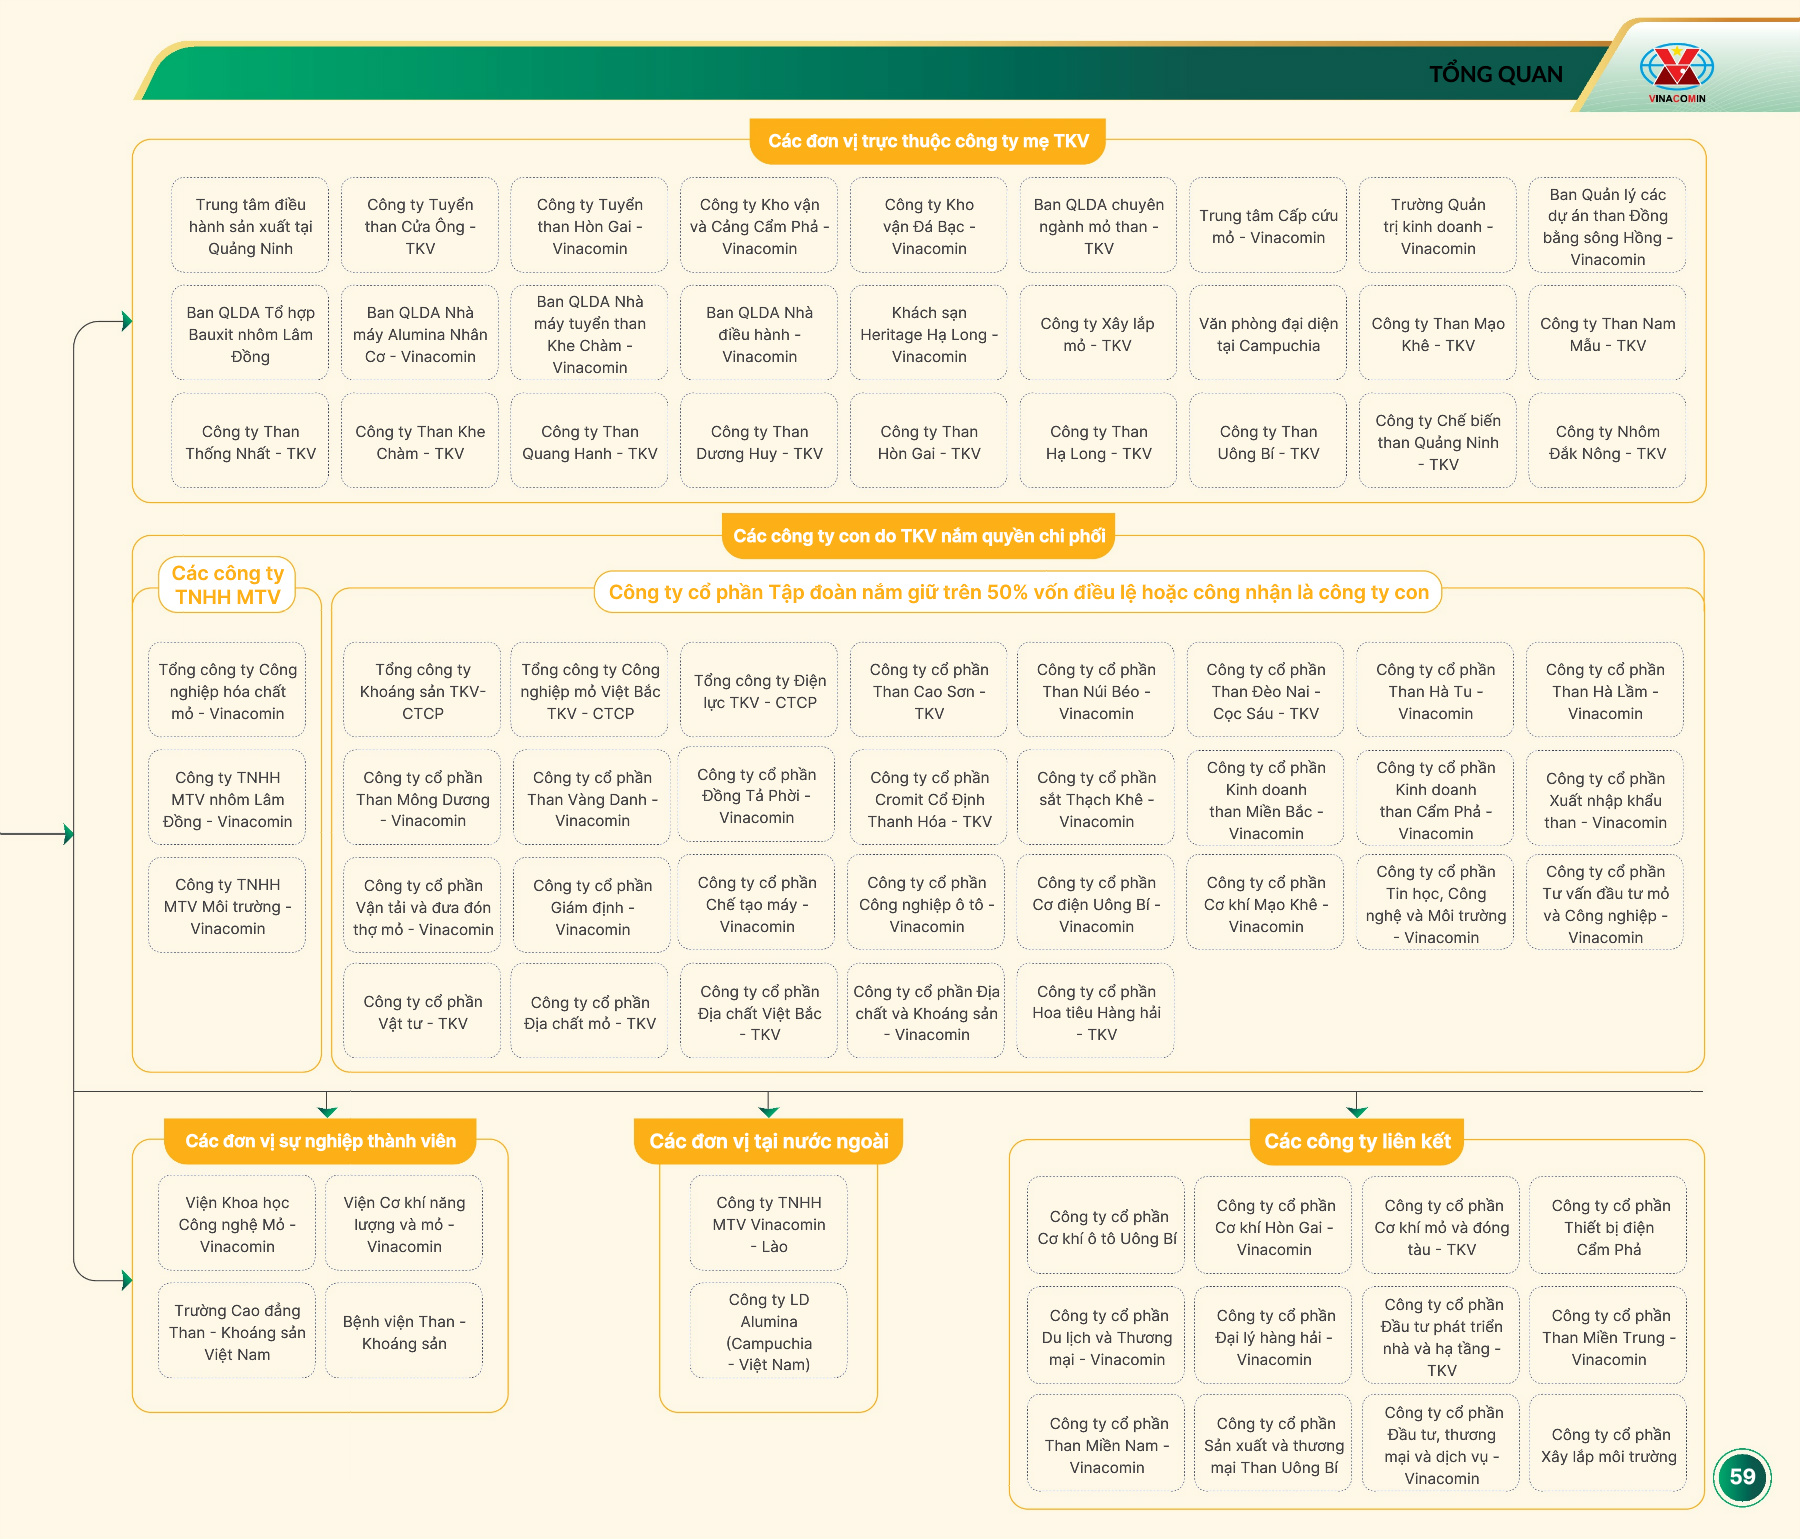 TỔNG QUAN
VINACOMIN
Các đơn vị trực thuộc công ty mẹ TKV
Trung tâm điều
hành sản xuất tại
Quảng Ninh
Công ty Tuyển
than Cửa Ông -
TKV
Công ty Tuyển
than Hòn Gai -
Vinacomin
Công ty Kho vận
và Cảng Cẩm Phả -
Vinacomin
Công ty Kho
vận Đá Bạc -
Vinacomin
Ban QLDA chuyên
ngành mỏ than -
TKV
Trung tâm Cấp cứu
mỏ - Vinacomin
Trường Quản
trị kinh doanh -
Vinacomin
Ban Quản lý các
dự án than Đồng
bằng sông Hồng -
Vinacomin
Ban QLDA Tổ hợp
Bauxit nhôm Lâm
Đồng
Ban QLDA Nhà
máy Alumina Nhân
Cơ - Vinacomin
Ban QLDA Nhà
máy tuyển than
Khe Chàm -
Vinacomin
Ban QLDA Nhà
điều hành -
Vinacomin
Khách sạn
Heritage Hạ Long -
Vinacomin
Công ty Xây lắp
mỏ - TKV
Văn phòng đại diện
tại Campuchia
Công ty Than Mạo
Khê - TKV
Công ty Than Nam
Mẫu - TKV
Công ty Than
Thống Nhất - TKV
Công ty Than Khe
Chàm - TKV
Công ty Than
Quang Hanh - TKV
Công ty Than
Dương Huy - TKV
Công ty Than
Hòn Gai - TKV
Công ty Than
Hạ Long - TKV
Công ty Than
Uông Bí - TKV
Công ty Chế biến
than Quảng Ninh
- TKV
Công ty Nhôm
Đắk Nông - TKV
Các công ty con do TKV nắm quyền chi phối
Các công ty
TNHH MTV
Công ty cổ phần Tập đoàn nắm giữ trên 50% vốn điều lệ hoặc công nhận là công ty con
Tổng công ty Công
nghiệp hóa chất
mỏ - Vinacomin
Tổng công ty
Khoáng sản TKV-
CTCP
Tổng công ty Công
nghiệp mỏ Việt Bắc
TKV - CTCP
Tổng công ty Điện
lực TKV - CTCP
Công ty cổ phần
Than Cao Sơn -
TKV
Công ty cổ phần
Than Núi Béo -
Vinacomin
Công ty cổ phần
Than Đèo Nai -
Cọc Sáu - TKV
Công ty cổ phần
Than Hà Tu -
Vinacomin
Công ty cổ phần
Than Hà Lầm -
Vinacomin
Công ty TNHH
MTV nhôm Lâm
Đồng - Vinacomin
Công ty cổ phần
Than Mông Dương
- Vinacomin
Công ty cổ phần
Than Vàng Danh -
Vinacomin
Công ty cổ phần
Đồng Tả Phời -
Vinacomin
Công ty cổ phần
Cromit Cổ Định
Thanh Hóa - TKV
Công ty cổ phần
sắt Thạch Khê -
Vinacomin
Công ty cổ phần
Kinh doanh
than Miền Bắc -
Vinacomin
Công ty cổ phần
Kinh doanh
than Cẩm Phả -
Vinacomin
Công ty cổ phần
Xuất nhập khẩu
than - Vinacomin
Công ty TNHH
MTV Môi trường -
Vinacomin
Công ty cổ phần
Vận tải và đưa đón
thợ mỏ - Vinacomin
Công ty cổ phần
Giám định -
Vinacomin
Công ty cổ phần
Chế tạo máy -
Vinacomin
Công ty cổ phần
Công nghiệp ô tô -
Vinacomin
Công ty cổ phần
Cơ điện Uông Bí -
Vinacomin
Công ty cổ phần
Cơ khí Mạo Khê -
Vinacomin
Công ty cổ phần
Tin học, Công
nghệ và Môi trường
- Vinacomin
Công ty cổ phần
Tư vấn đầu tư mỏ
và Công nghiệp -
Vinacomin
Công ty cổ phần
Vật tư - TKV
Công ty cổ phần
Địa chất mỏ - TKV
Công ty cổ phần
Địa chất Việt Bắc
- TKV
Công ty cổ phần Địa
chất và Khoáng sản
- Vinacomin
Công ty cổ phần
Hoa tiêu Hàng hải
- TKV
Các đơn vị sự nghiệp thành viên
Viện Khoa học
Công nghệ Mỏ -
Vinacomin
Viện Cơ khí năng
lượng và mỏ -
Vinacomin
Trường Cao đẳng
Than - Khoáng sản
Việt Nam
Bệnh viện Than -
Khoáng sản
Các đơn vị tại nước ngoài
Công ty TNHH
MTV Vinacomin
- Lào
Công ty LD
Alumina
(Campuchia
- Việt Nam)
Các công ty liên kết
Công ty cổ phần
Cơ khí ô tô Uông Bí
Công ty cổ phần
Cơ khí Hòn Gai -
Vinacomin
Công ty cổ phần
Cơ khí mỏ và đóng
tàu - TKV
Công ty cổ phần
Thiết bị điện
Cẩm Phả
Công ty cổ phần
Du lịch và Thương
mại - Vinacomin
Công ty cổ phần
Đại lý hàng hải -
Vinacomin
Công ty cổ phần
Đầu tư phát triển
nhà và hạ tầng -
TKV
Công ty cổ phần
Than Miền Trung -
Vinacomin
Công ty cổ phần
Than Miền Nam -
Vinacomin
Công ty cổ phần
Sản xuất và thương
mại Than Uông Bí
Công ty cổ phần
Đầu tư, thương
mại và dịch vụ -
Vinacomin
Công ty cổ phần
Xây lắp môi trường
59